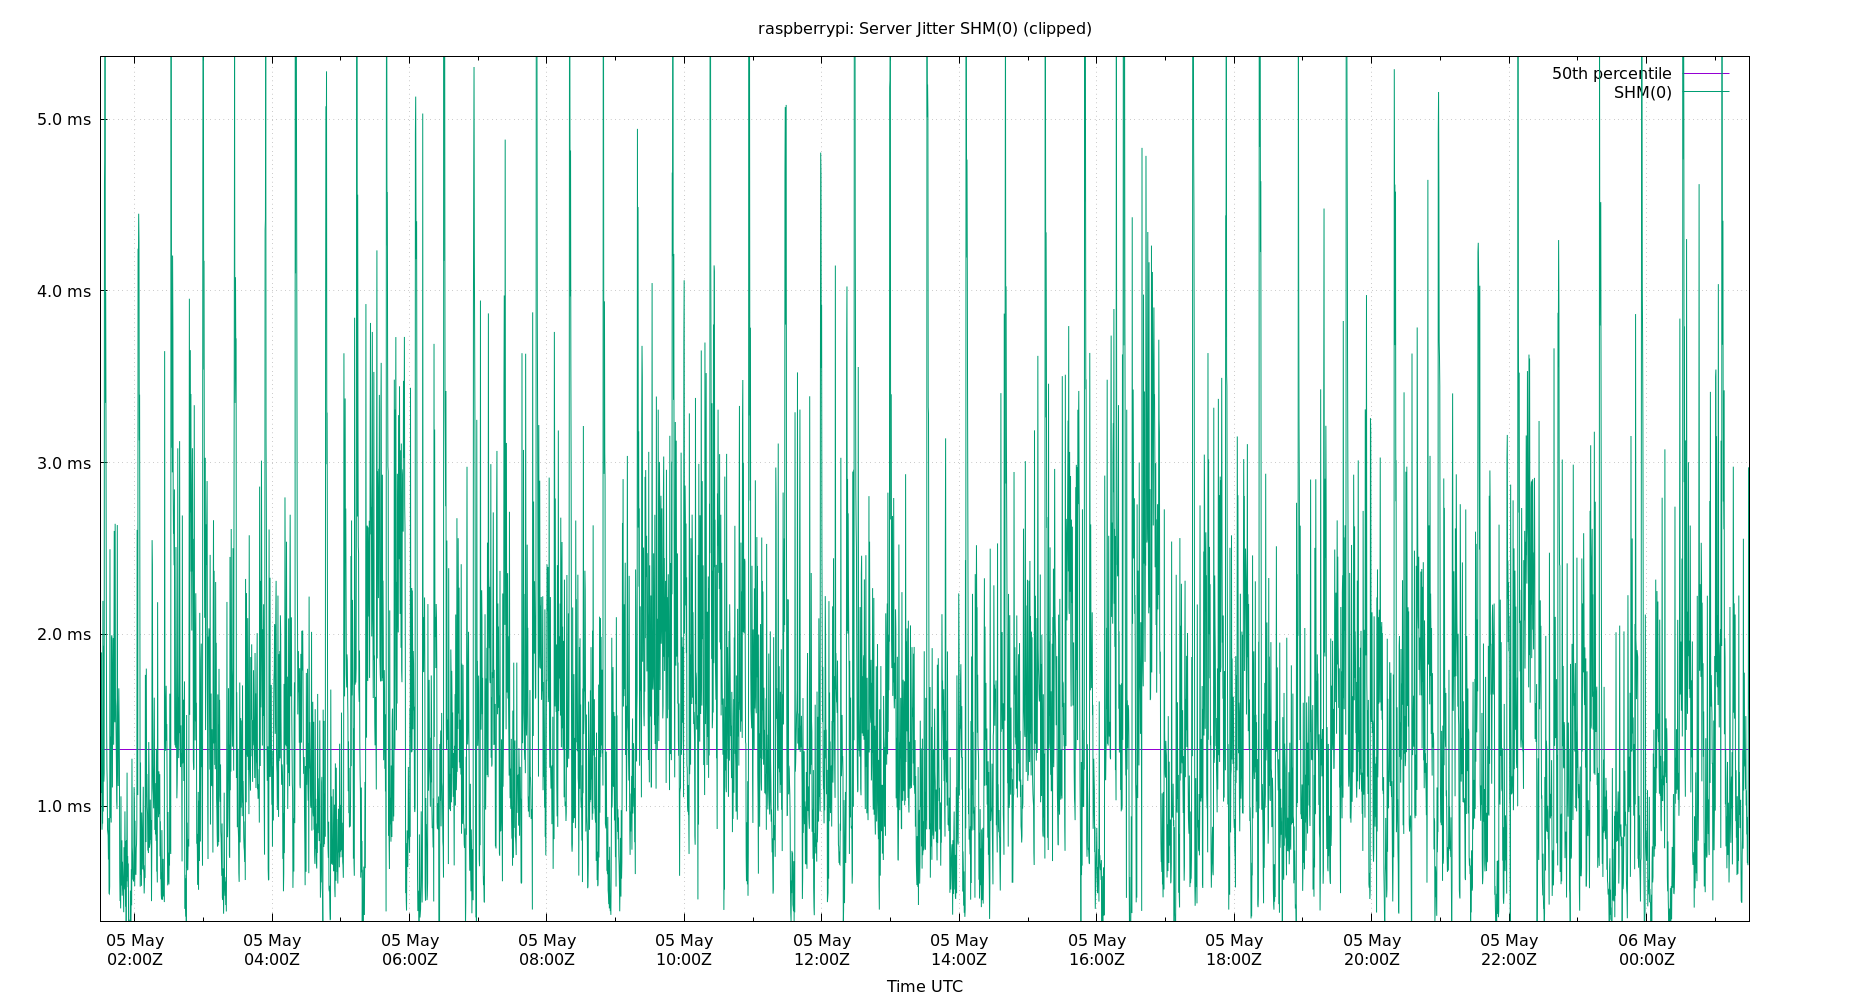 raspberrypi: Server Jitter SHM(0) (clipped)
50th percentile
SHM(0)
5.0 ms
4.0 ms
3.0 ms
2.0 ms
1.0 ms
05 May 05 May 05 May 05 May 05 May 05 May 05 May 05 May 05 May 05 May 05 May 06 May
02:00Z 04:00Z 06:00Z 08:00Z 10:00Z 12:00Z 14:00Z 16:00Z 18:00Z 20:00Z 22:00Z 00:00Z
Time UTC